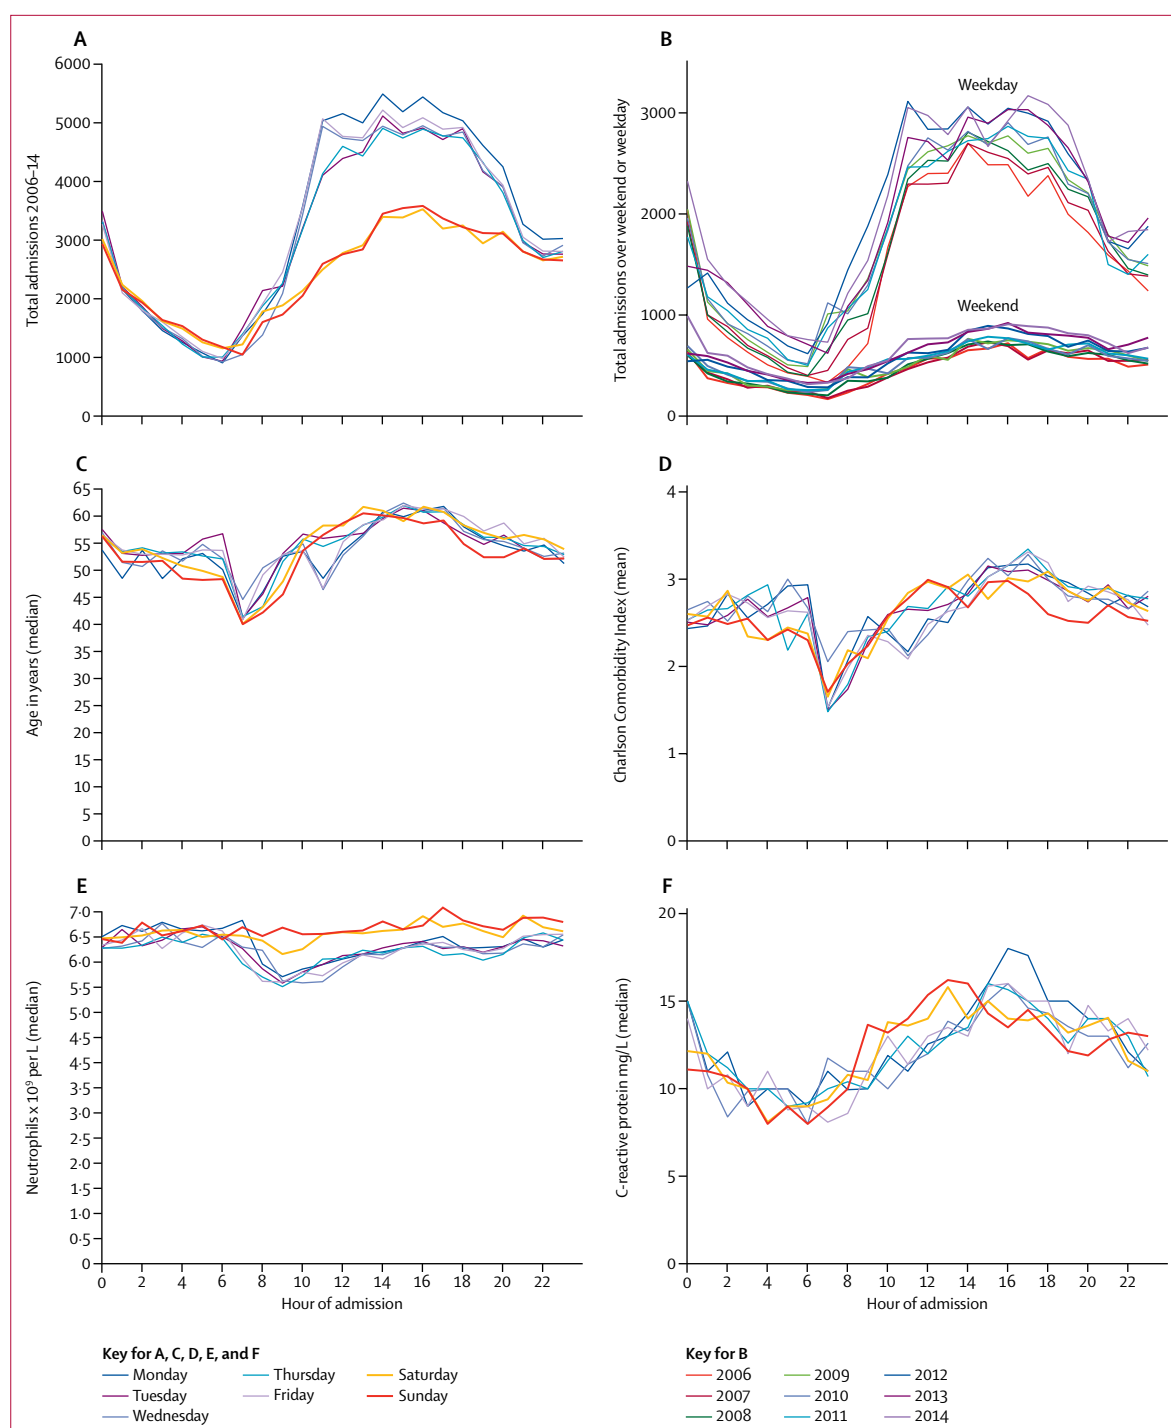 A
Total admissions 2006–14
6000
5000
4000
3000
2000
1000
0
B
Total admissions over weekend or weekday
3000
2000
1000
0
Weekday
Weekend
C
Age in years (median)
65
60
55
50
45
40
35
30
25
20
15
10
5
0
D
Charlson Comorbidity Index (mean)
4
3
2
1
0
E
Neutrophils x 10⁹ per L (median)
7·0
6·5
6·0
5·5
5·0
4·5
4·0
3·5
3·0
2·5
2·0
1·5
1·0
0·5
0
0 2 4 6 8 10 12 14 16 18 20 22
Hour of admission
F
C-reactive protein mg/L (median)
20
15
10
5
0
0 2 4 6 8 10 12 14 16 18 20 22
Hour of admission
Key for A, C, D, E, and F
Monday Thursday Saturday
Tuesday Friday Sunday
Wednesday
Key for B
2006 2009 2012
2007 2010 2013
2008 2011 2014